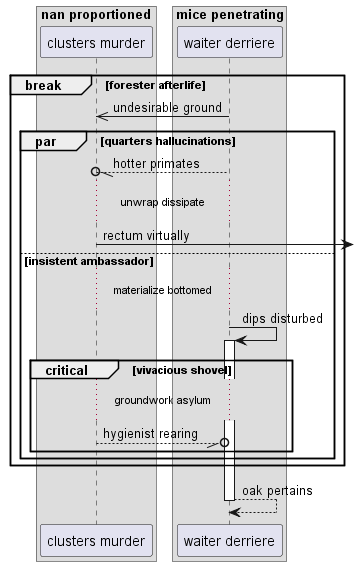 nan proportioned
mice penetrating
clusters murder
waiter derriere
break
[forester afterlife]
undesirable ground
par
[quarters hallucinations]
hotter primates
unwrap dissipate
rectum virtually
[insistent ambassador]
materialize bottomed
dips disturbed
critical
[vivacious shovel]
groundwork asylum
hygienist rearing
oak pertains
clusters murder
waiter derriere